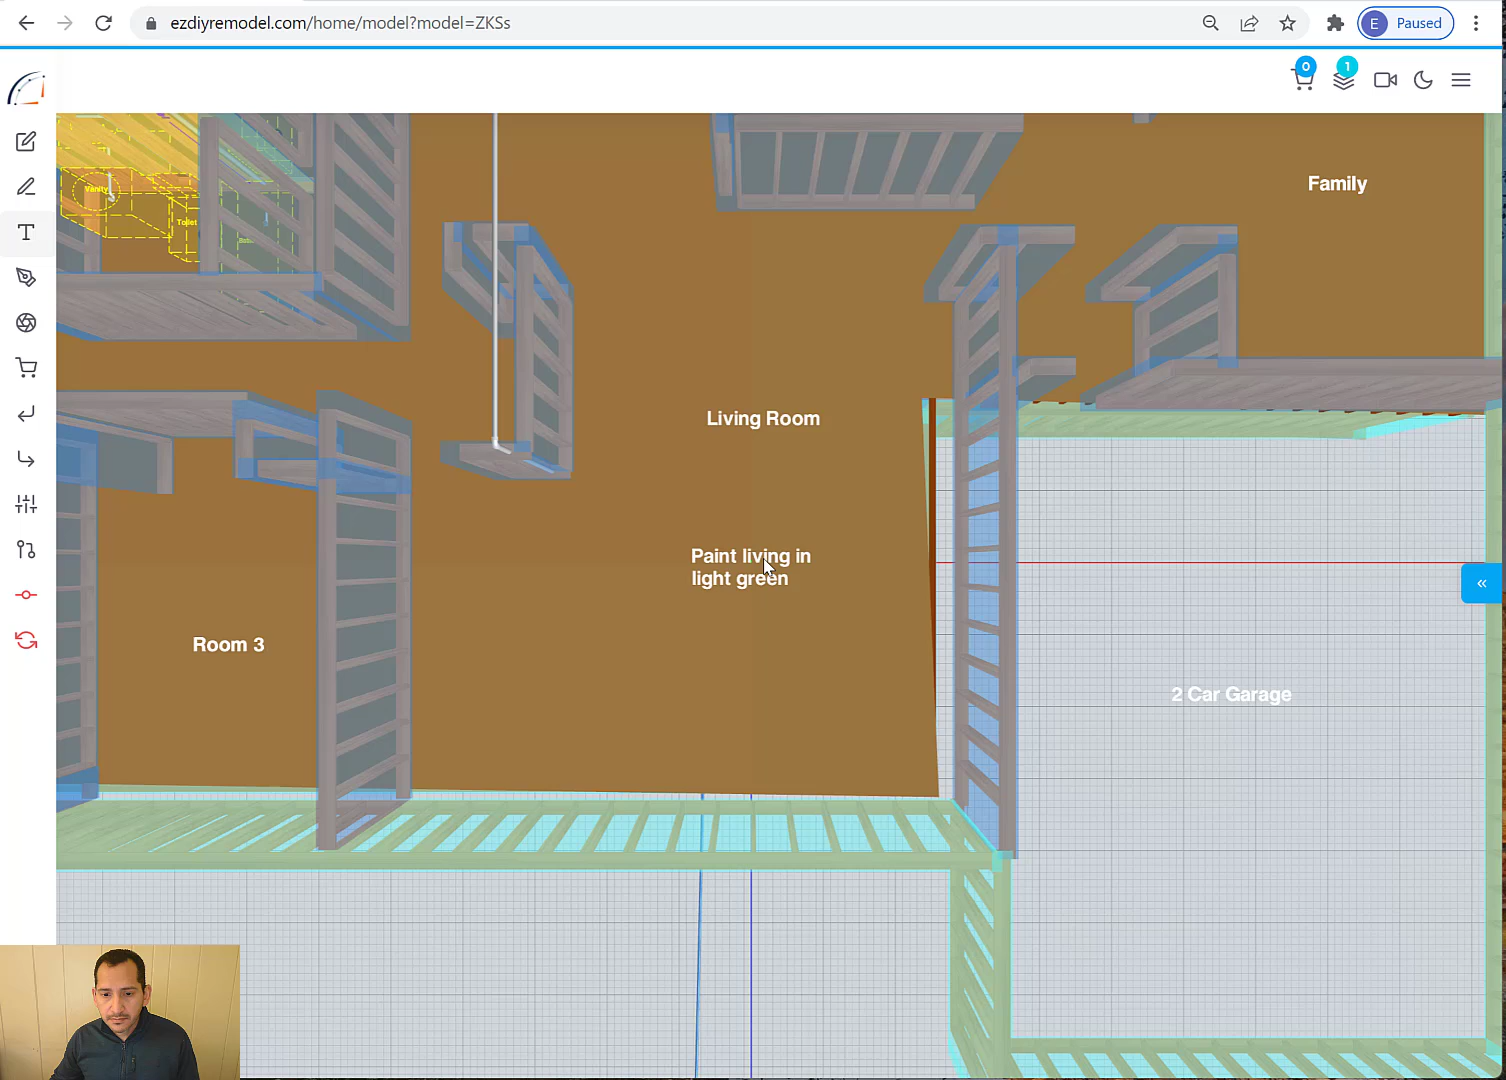 ezdiyremodel.com/home/model?model=ZKSs
E
Paused
0
1
Family
Vanity
Toilet
Living Room
Paint living in
light green
Room 3
2 Car Garage